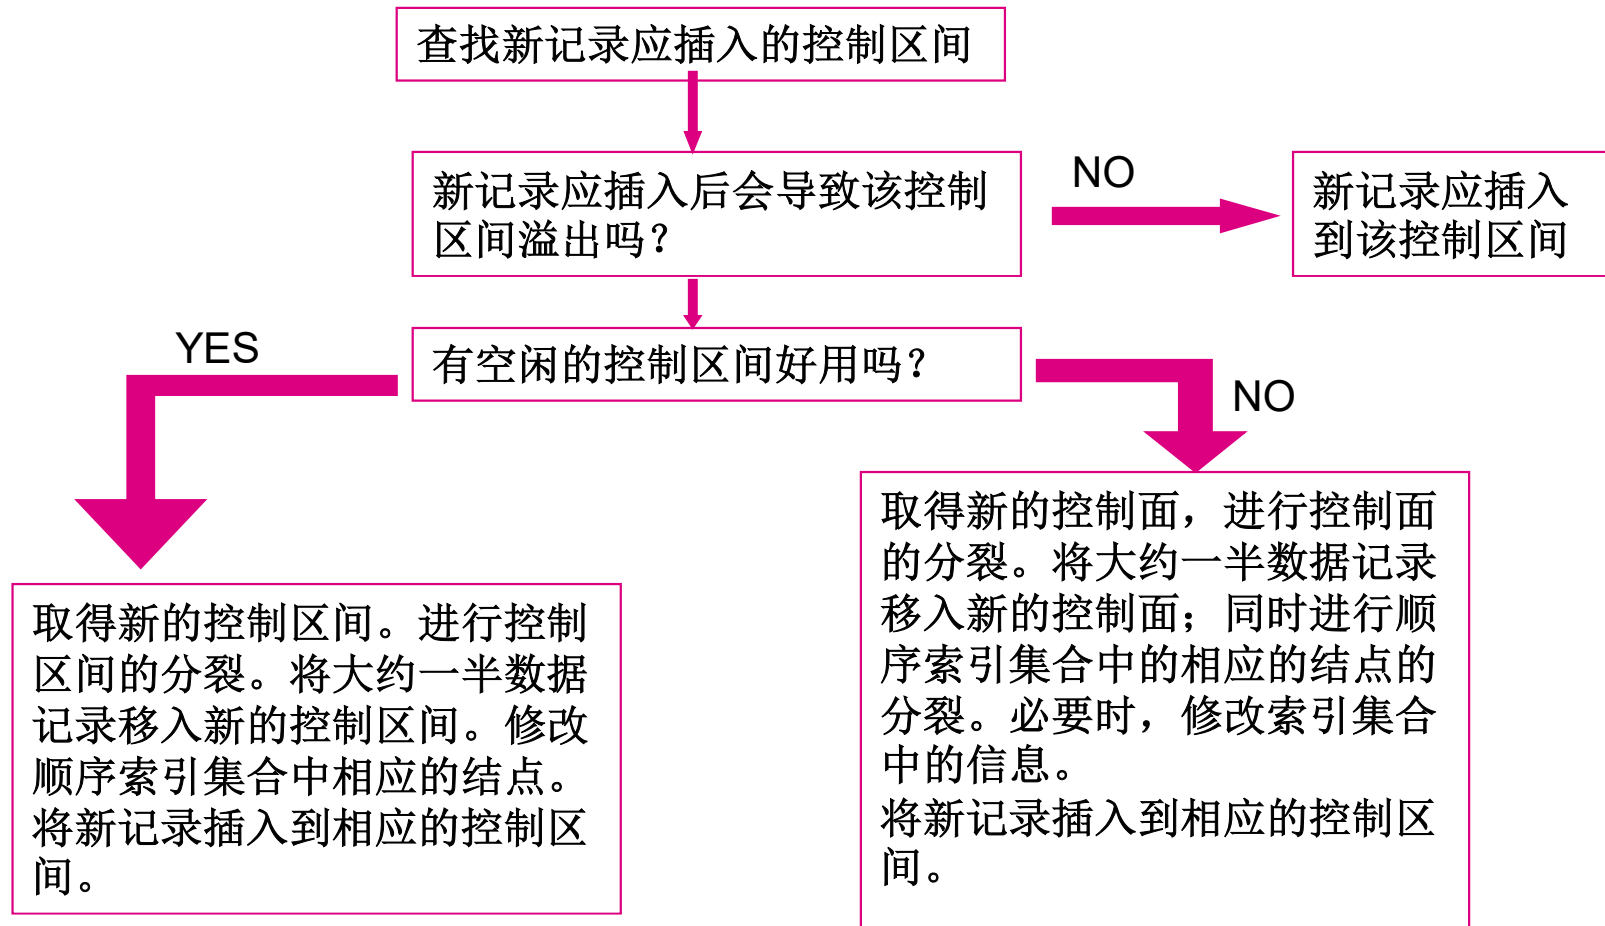 查找新记录应插入的控制区间
新记录应插入后会导致该控制
区间溢出吗？
NO
新记录应插入
到该控制区间
YES
有空闲的控制区间好用吗？
NO
取得新的控制区间。进行控制
区间的分裂。将大约一半数据
记录移入新的控制区间。修改
顺序索引集合中相应的结点。
将新记录插入到相应的控制区
间。
取得新的控制面，进行控制面
的分裂。将大约一半数据记录
移入新的控制面；同时进行顺
序索引集合中的相应的结点的
分裂。必要时，修改索引集合
中的信息。
将新记录插入到相应的控制区
间。